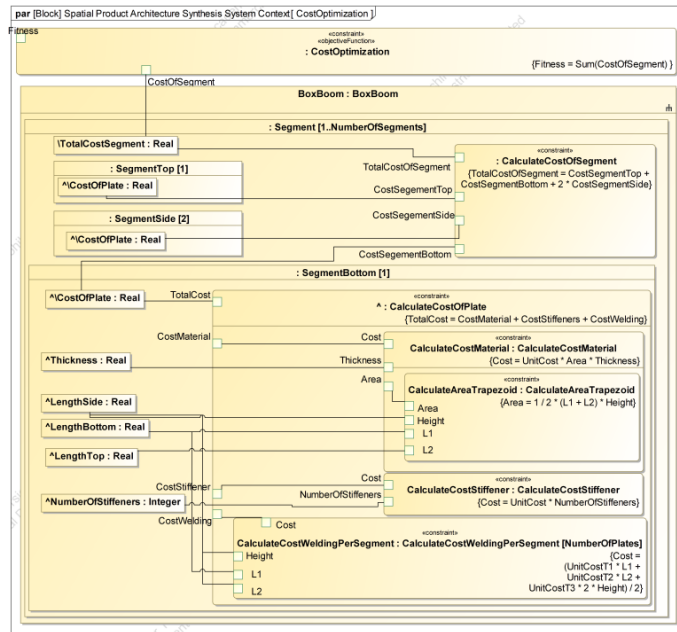 par [Block] Spatial Product Architecture Synthesis System Context[ CostOptimization ]
Fitness
«constraint»
«objectiveFunction»
: CostOptimization
{Fitness = Sum(CostOfSegment) }
CostOfSegment
BoxBoom : BoxBoom
: Segment [1..NumberOfSegments]
\TotalCostSegment : Real
TotalCostOfSegment
«constraint»
: CalculateCostOfSegment
{TotalCostOfSegment = CostSegmentTop +
CostSegmentBottom + 2 * CostSegmentSide}
: SegmentTop [1]
^\CostOfPlate : Real
CostSegementTop
: SegmentSide [2]
^\CostOfPlate : Real
CostSegementSide
CostSegementBottom
: SegmentBottom [1]
^\CostOfPlate : Real
TotalCost
«constraint»
^ : CalculateCostOfPlate
{TotalCost = CostMaterial + CostStiffeners + CostWelding}
CostMaterial
Cost
«constraint»
CalculateCostMaterial : CalculateCostMaterial
{Cost = UnitCost * Area * Thickness}
^Thickness : Real
Thickness
Area
«constraint»
CalculateAreaTrapezoid : CalculateAreaTrapezoid
{Area = 1 / 2 * (L1 + L2) * Height}
^LengthSide : Real
Area
Height
^LengthBottom : Real
L1
^LengthTop : Real
L2
CostStiffener
Cost
«constraint»
CalculateCostStiffener : CalculateCostStiffener
{Cost = UnitCost * NumberOfStiffeners}
^NumberOfStiffeners : Integer
NumberOfStiffeners
CostWelding
Cost
«constraint»
CalculateCostWeldingPerSegment : CalculateCostWeldingPerSegment [NumberOfPlates]
Height
{Cost =
(UnitCostT1 * L1 +
UnitCostT2 * L2 +
UnitCostT3 * 2 * Height) / 2}
L1
L2